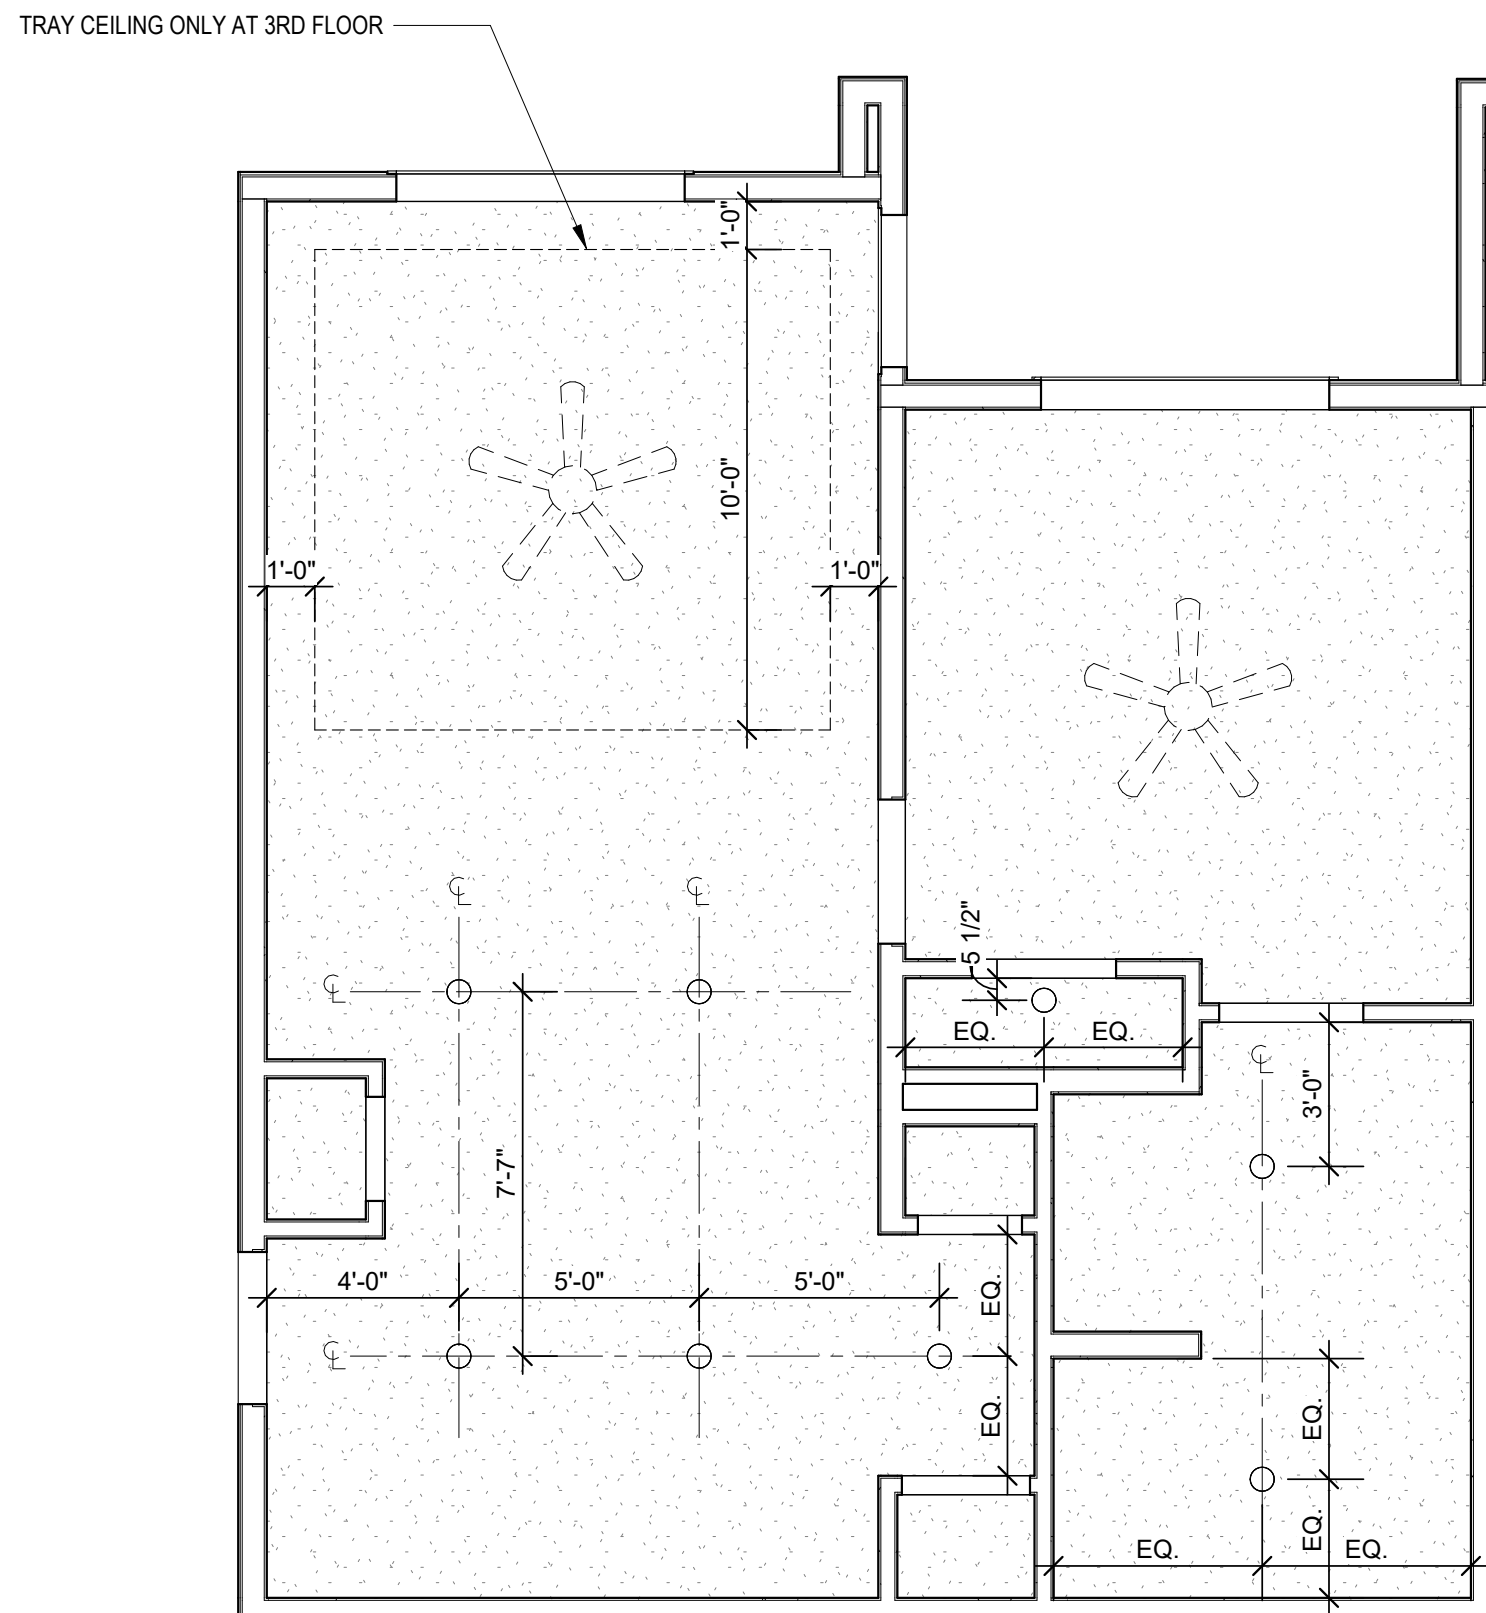 TRAY CEILING ONLY AT 3RD FLOOR
1'-0"
10'-0"
1'-0"
1'-0"
℄
℄
5 1/2"
℄
EQ.
EQ.
℄
3'-0"
7'-7"
4'-0"
5'-0"
5'-0"
EQ.
℄
EQ.
EQ.
EQ.
EQ.
EQ.